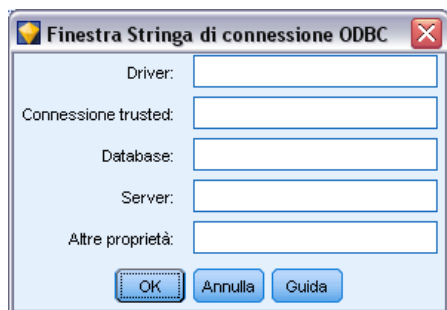 Finestra Stringa di connessione ODBC
Driver:
Connessione trusted:
Database:
Server:
Altre proprietà:
OK Annulla Guida